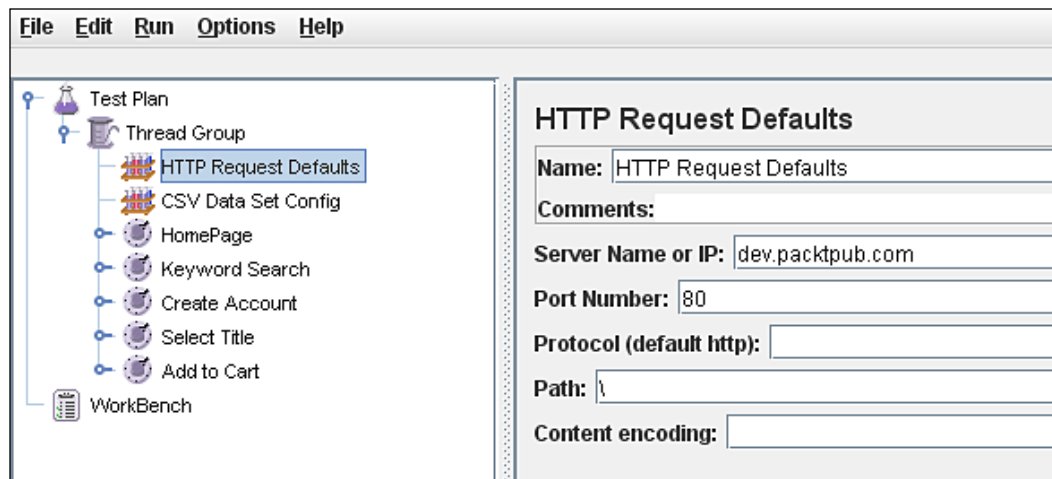 File Edit Run Options Help
Test Plan
Thread Group
HTTP Request Defaults
CSV Data Set Config
HomePage
Keyword Search
Create Account
Select Title
Add to Cart
WorkBench
HTTP Request Defaults
Name: HTTP Request Defaults
Comments:
Server Name or IP: dev.packtpub.com
Port Number: 80
Protocol (default http):
Path: \
Content encoding: